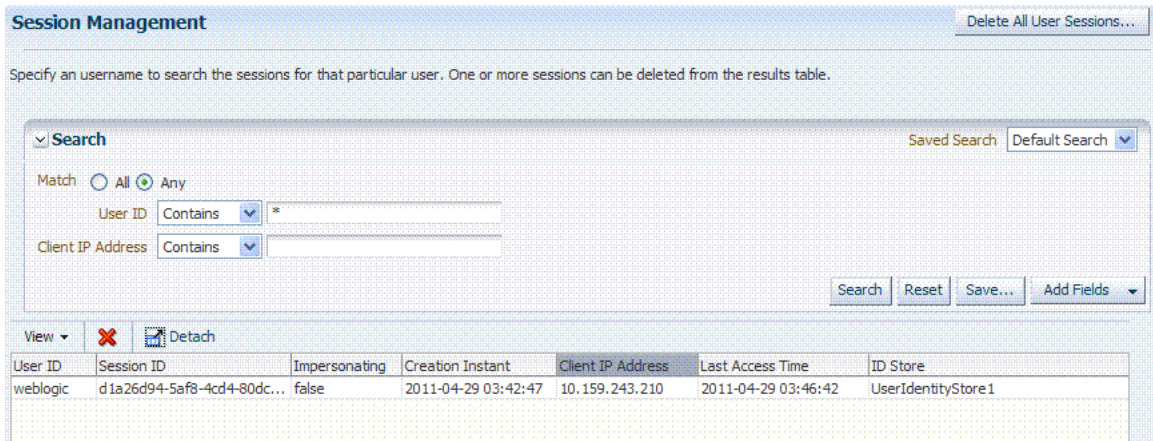 Session Management
Delete All User Sessions...
Specify an username to search the sessions for that particular user. One or more sessions can be deleted from the results table.
Search
Saved Search Default Search
Match All Any
User ID Contains *
Client IP Address Contains
Search Reset Save... Add Fields
View Detach
User ID Session ID Impersonating Creation Instant Client IP Address Last Access Time ID Store
weblogic d1a26d94-5af8-4cd4-80dc... false 2011-04-29 03:42:47 10.159.243.210 2011-04-29 03:46:42 UserIdentityStore1